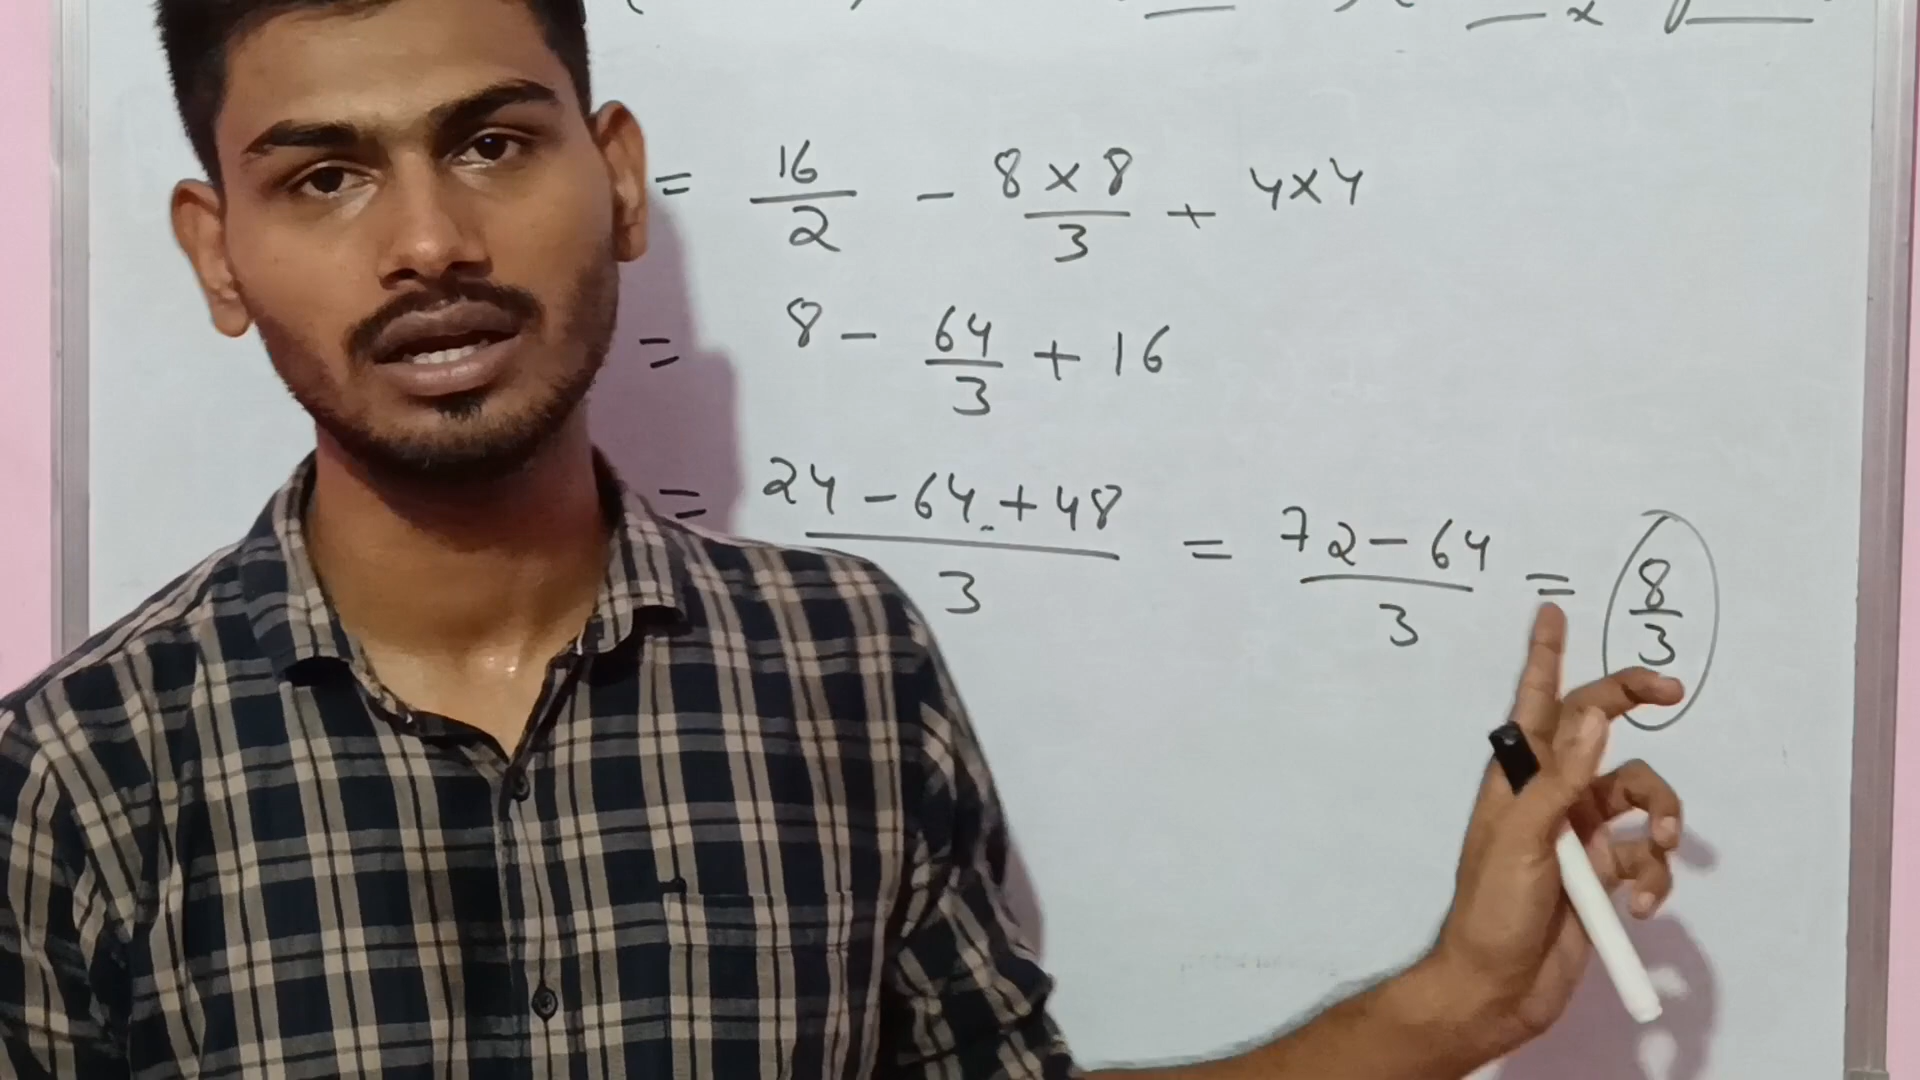 = 16/2 - 8 × 8/3 + 4×4
= 8 - 64/3 + 16
= 24 - 64 + 48/3 = 72 - 64/3 = 8/3